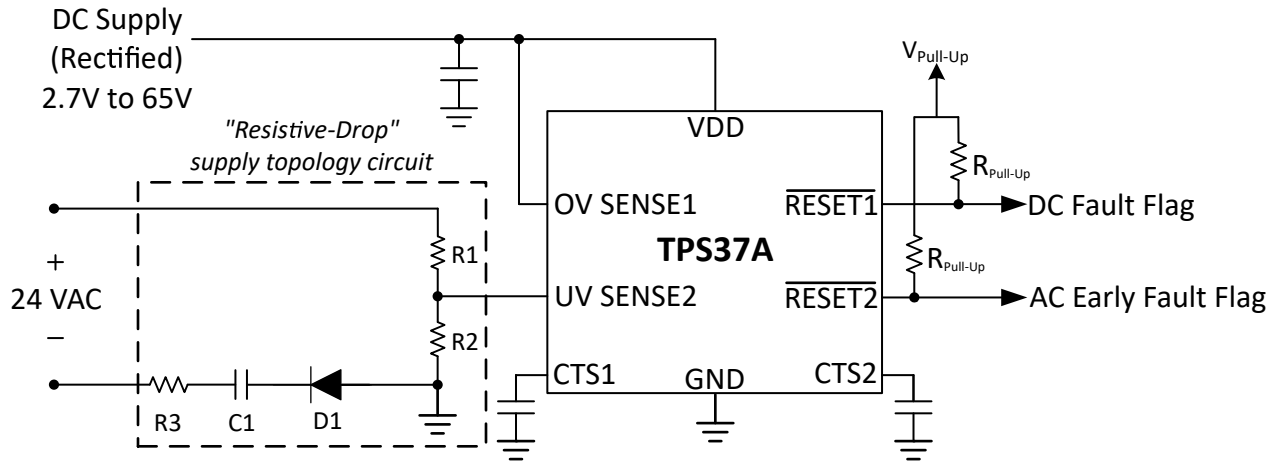 DC Supply
(Rectified)
2.7V to 65V
"Resistive-Drop"
supply topology circuit
+
24 VAC
−
R1
R2
R3
C1
D1
VDD
OV SENSE1
RESET1
TPS37A
UV SENSE2
RESET2
CTS1
GND
CTS2
VPull-Up
RPull-Up
DC Fault Flag
RPull-Up
AC Early Fault Flag